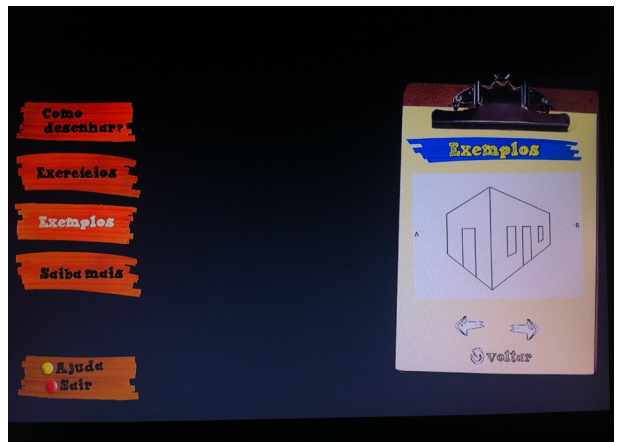 Como
desenhar?
Exercícios
Exemplos
Saiba mais
Ajuda
Sair
Exemplos
A
B
voltar